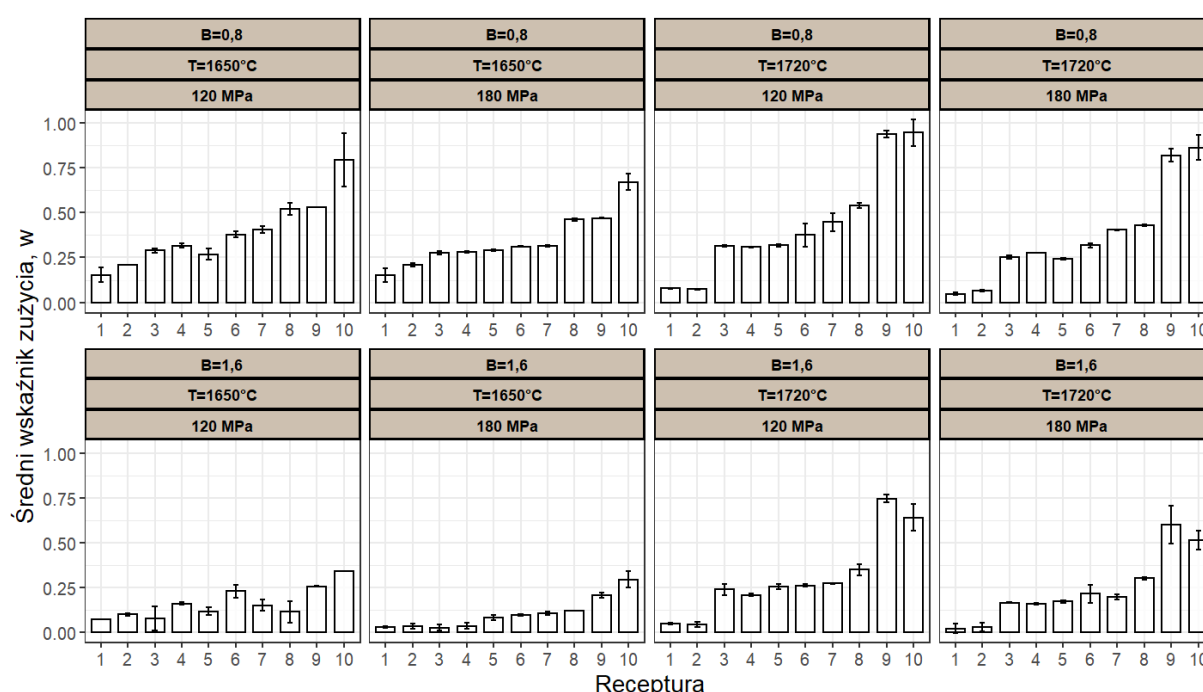 B=0,8 B=0,8 B=0,8 B=0,8
T=1650°C T=1650°C T=1720°C T=1720°C
120 MPa 180 MPa 120 MPa 180 MPa
1.00
0.75
0.50
0.25
0.00
1 2 3 4 5 6 7 8 9 10 1 2 3 4 5 6 7 8 9 10 1 2 3 4 5 6 7 8 9 10 1 2 3 4 5 6 7 8 9 10
Średni wskaźnik zużycia, w
B=1,6 B=1,6 B=1,6 B=1,6
T=1650°C T=1650°C T=1720°C T=1720°C
120 MPa 180 MPa 120 MPa 180 MPa
1.00
0.75
0.50
0.25
0.00
1 2 3 4 5 6 7 8 9 10 1 2 3 4 5 6 7 8 9 10 1 2 3 4 5 6 7 8 9 10 1 2 3 4 5 6 7 8 9 10
Receptura